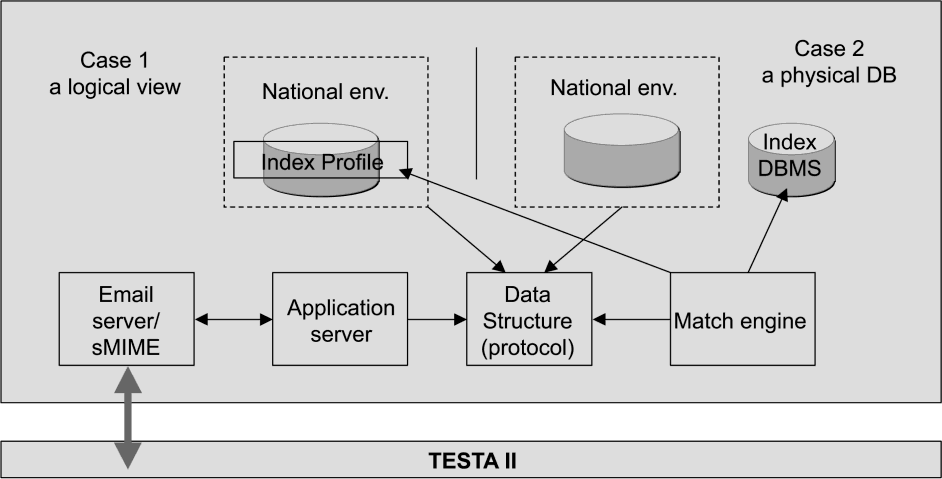 Case 1
a logical view
National env.
Index Profile
National env.
Case 2
a physical DB
Index
DBMS
Email
server/
sMIME
Application
server
Data
Structure
(protocol)
Match engine
TESTA II